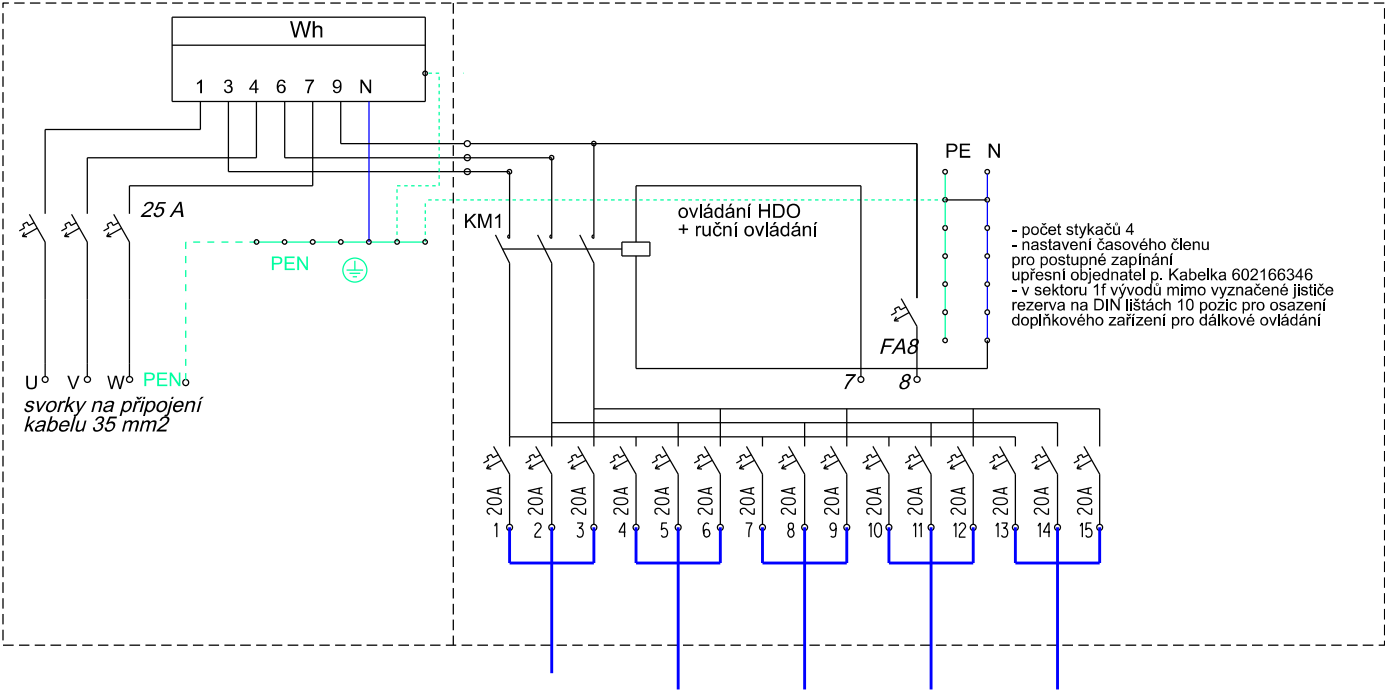 Wh
1 3 4 6 7 9 N
25 A
PEN
U V W PEN
svorky na připojení
kabelu 35 mm2
KM1
ovládání HDO
+ ruční ovládání
PE N
- počet stykačů 4
- nastavení časového členu
pro postupné zapínání
upřesní objednatel p. Kabelka 602166346
- v sektoru 1f vývodů mimo vyznačené jističe
rezerva na DIN lištách 10 pozic pro osazení
doplňkového zařízení pro dálkové ovládání
FA8
7 8
20A 20A 20A 20A 20A 20A 20A 20A 20A 20A 20A 20A 20A 20A 20A
1 2 3 4 5 6 7 8 9 10 11 12 13 14 15